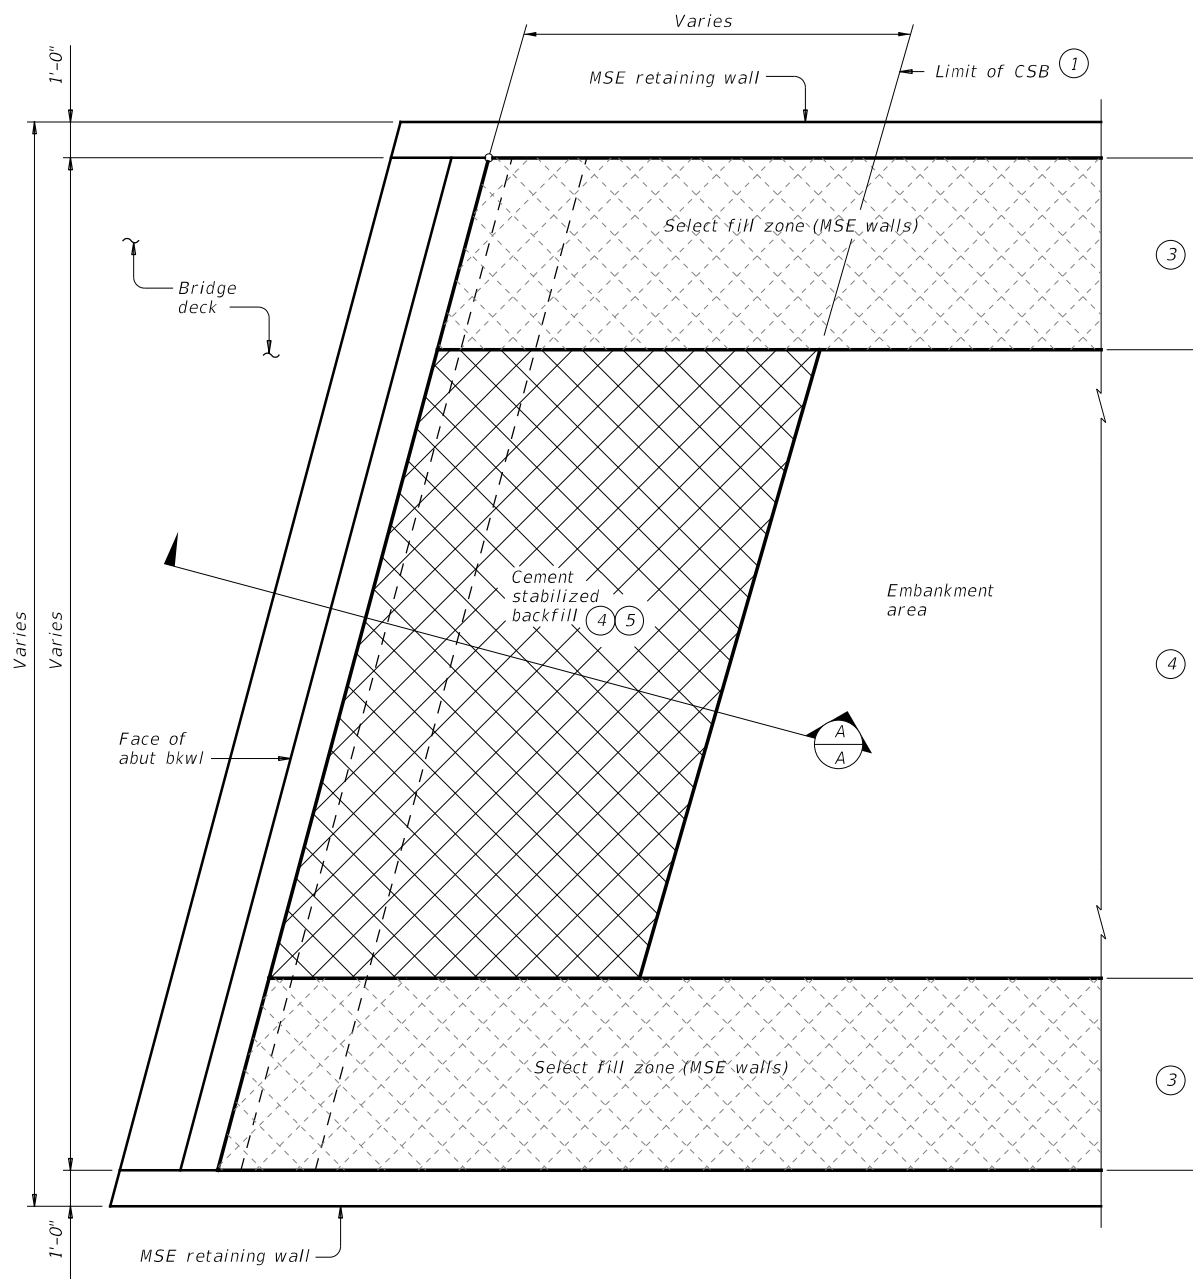 Varies
1'-0"
MSE retaining wall
Limit of CSB 1
Select fill zone (MSE walls)
3
Bridge
deck
Cement
stabilized
backfill 4 5
Embankment
area
Varies
Varies
4
Face of
abut bkwl
A
A
Select fill zone (MSE walls)
3
1'-0"
MSE retaining wall